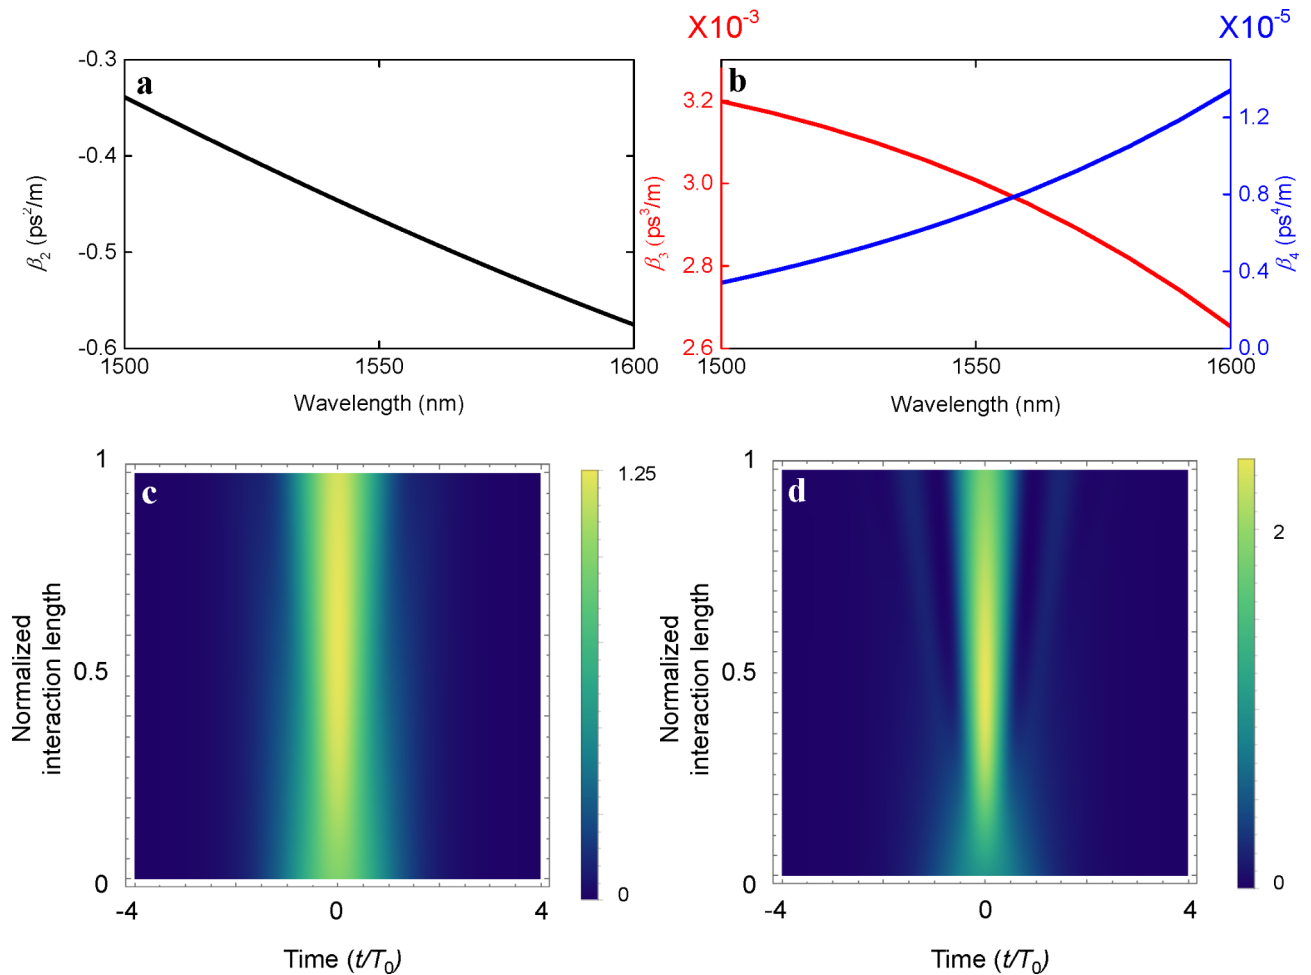 X10⁻³
X10⁻⁵
a
-0.3
-0.4
-0.5
-0.6
1500
1550
1600
β₂ (ps²/m)
Wavelength (nm)
b
3.2
3.0
2.8
2.6
1.2
0.8
0.4
0.0
1500
1550
1600
β₃ (ps³/m)
β₄ (ps⁴/m)
Wavelength (nm)
c
1
0.5
0
-4
0
4
1.25
0
Normalized
interaction length
Time (t/T₀)
d
1
0.5
0
-4
0
4
2
0
Normalized
interaction length
Time (t/T₀)